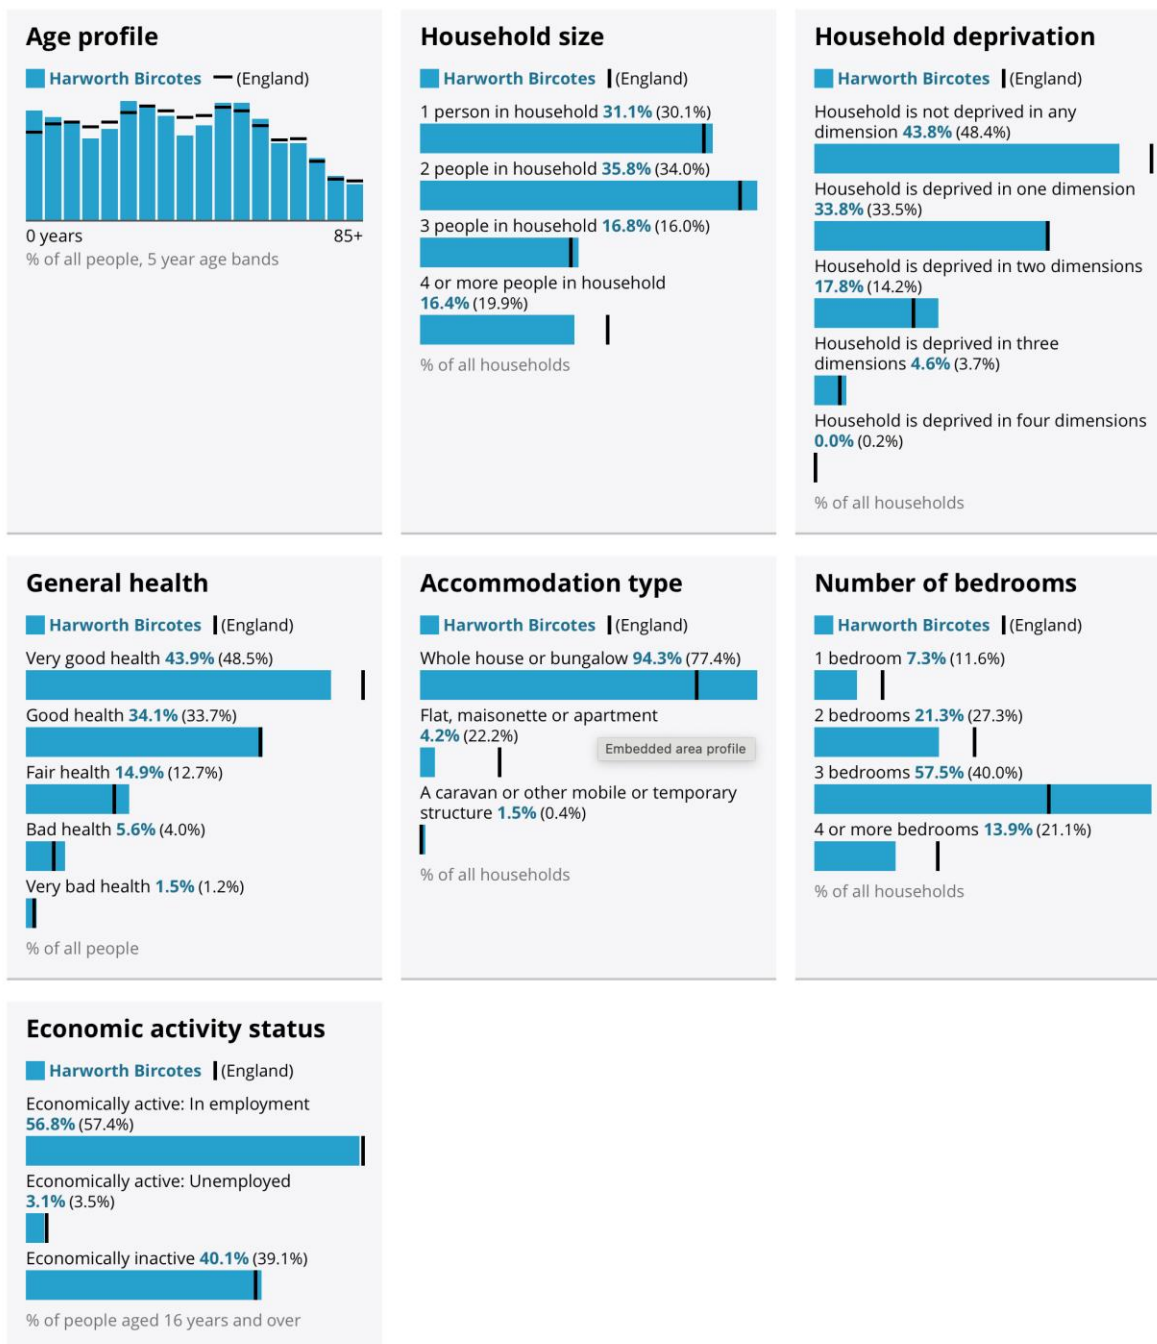 Age profile
Harworth Bircotes (England)
0 years 85+
% of all people, 5 year age bands
Household size
Harworth Bircotes (England)
1 person in household 31.1% (30.1%)
2 people in household 35.8% (34.0%)
3 people in household 16.8% (16.0%)
4 or more people in household
16.4% (19.9%)
% of all households
Household deprivation
Harworth Bircotes (England)
Household is not deprived in any
dimension 43.8% (48.4%)
Household is deprived in one dimension
33.8% (33.5%)
Household is deprived in two dimensions
17.8% (14.2%)
Household is deprived in three
dimensions 4.6% (3.7%)
Household is deprived in four dimensions
0.0% (0.2%)
% of all households
General health
Harworth Bircotes (England)
Very good health 43.9% (48.5%)
Good health 34.1% (33.7%)
Fair health 14.9% (12.7%)
Bad health 5.6% (4.0%)
Very bad health 1.5% (1.2%)
% of all people
Accommodation type
Harworth Bircotes (England)
Whole house or bungalow 94.3% (77.4%)
Flat, maisonette or apartment
4.2% (22.2%)
Embedded area profile
A caravan or other mobile or temporary
structure 1.5% (0.4%)
% of all households
Number of bedrooms
Harworth Bircotes (England)
1 bedroom 7.3% (11.6%)
2 bedrooms 21.3% (27.3%)
3 bedrooms 57.5% (40.0%)
4 or more bedrooms 13.9% (21.1%)
% of all households
Economic activity status
Harworth Bircotes (England)
Economically active: In employment
56.8% (57.4%)
Economically active: Unemployed
3.1% (3.5%)
Economically inactive 40.1% (39.1%)
% of people aged 16 years and over